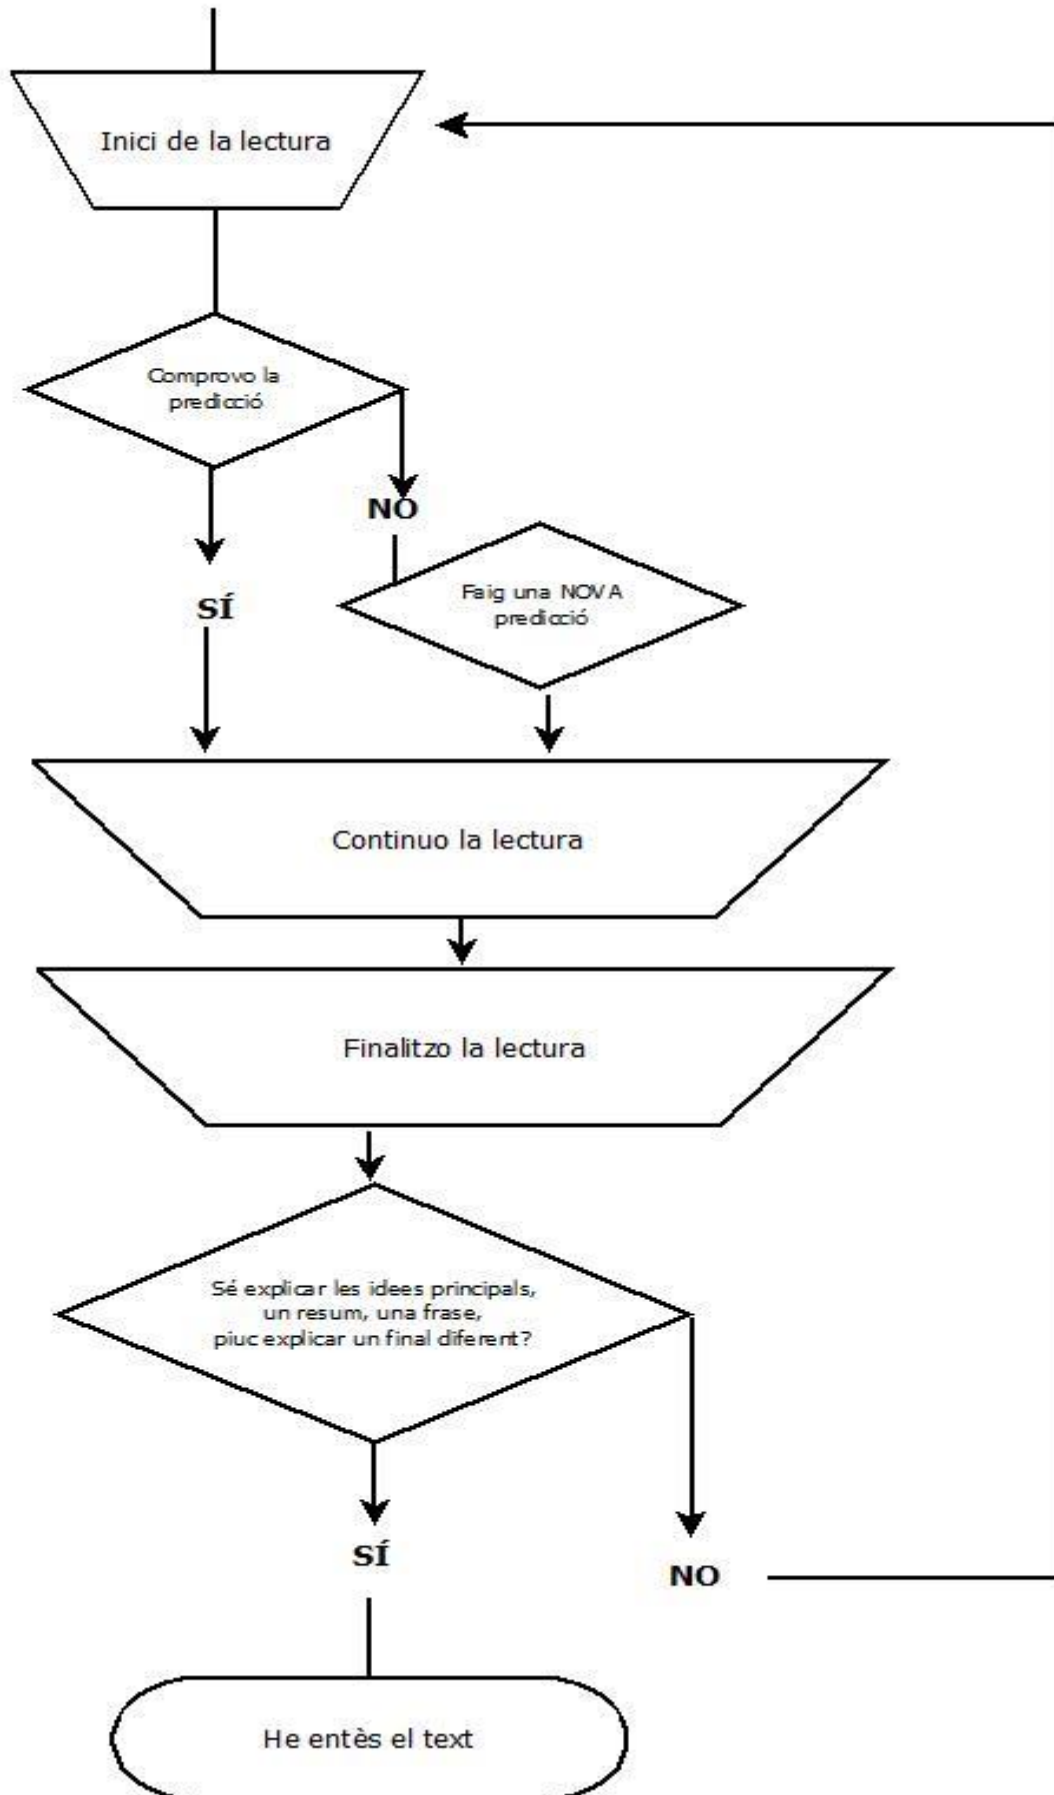 Inici de la lectura
Comprovo la
predicció
NO
SÍ
Faig una NOVA
predicció
Continuo la lectura
Finalitzo la lectura
Sé explicar les idees principals,
un resum, una frase,
piuc explicar un final diferent?
SÍ
NO
He entès el text